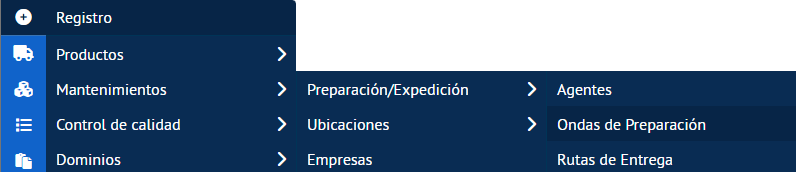 Registro
Productos
Mantenimientos
Control de calidad
Dominios
Preparación/Expedición
Ubicaciones
Empresas
Agentes
Ondas de Preparación
Rutas de Entrega